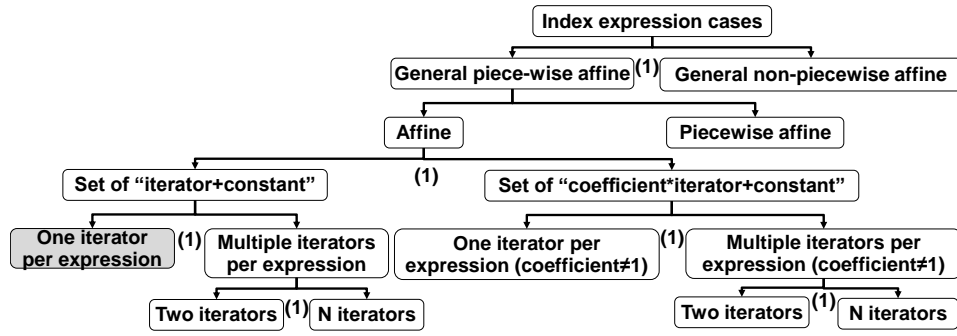 Index expression cases
General piece-wise affine
(1)
General non-piecewise affine
Affine
Piecewise affine
(1)
Set of “iterator+constant”
Set of “coefficient*iterator+constant”
One iterator
per expression
(1)
Multiple iterators
per expression
One iterator per
expression (coefficient≠1)
(1)
Multiple iterators per
expression (coefficient≠1)
Two iterators
(1)
N iterators
Two iterators
(1)
N iterators